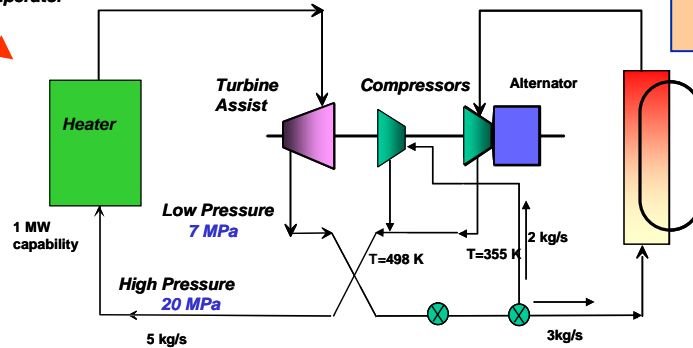 Turbine
Assist
Compressors
Alternator
Heater
1 MW
capability
Low Pressure
7 MPa
T=498 K
T=355 K
2 kg/s
High Pressure
20 MPa
5 kg/s
3kg/s